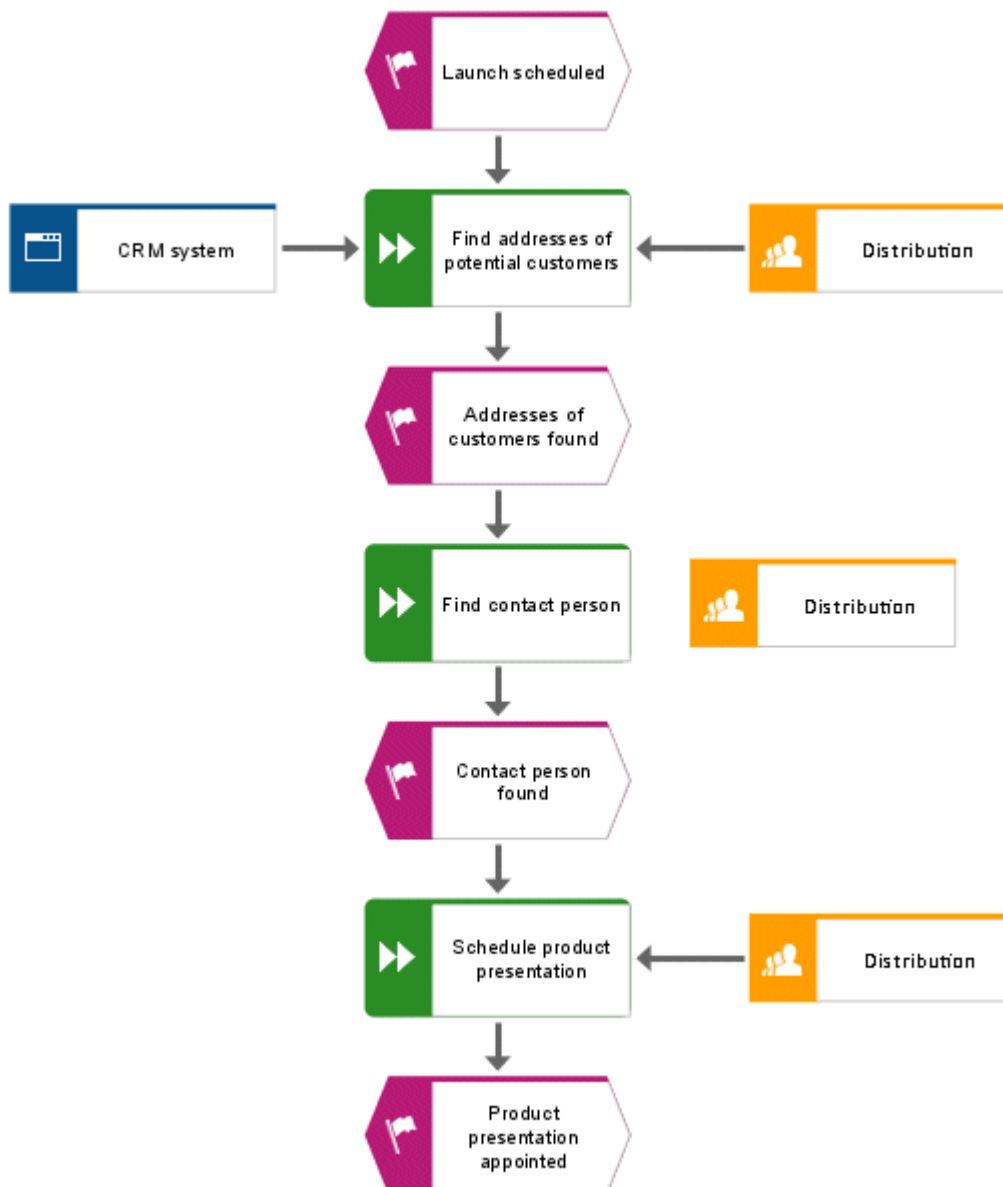 Launch scheduled
CRM system
Find addresses of
potential customers
Distribution
Addresses of
customers found
Find contact person
Distribution
Contact person
found
Schedule product
presentation
Distribution
Product
presentation
appointed